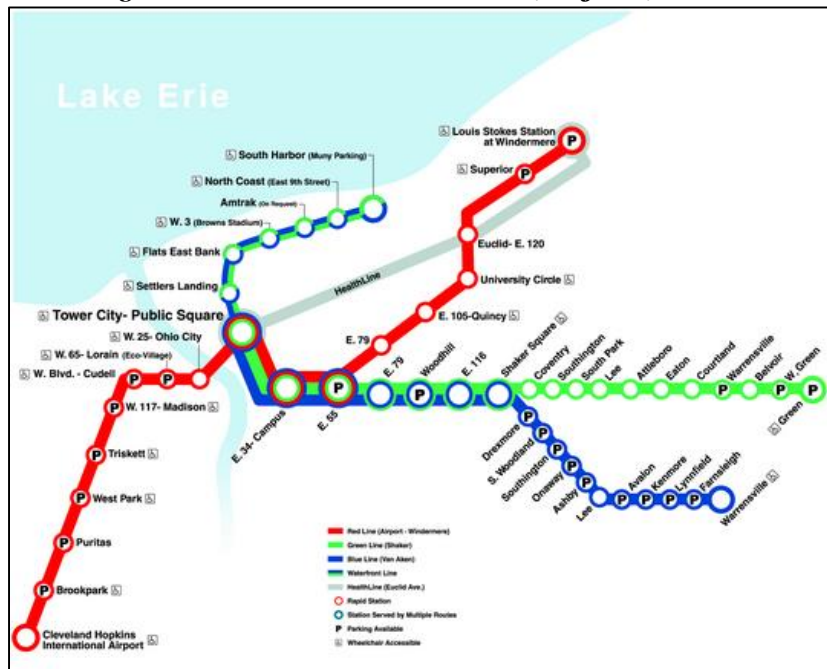 Lake Erie
Louis Stokes Station
at Windermere
P
Superior
P
South Harbor (Muny Parking)
North Coast (East 9th Street)
Amtrak (On Request)
W. 3 (Browns Stadium)
Flats East Bank
Settlers Landing
Euclid- E. 120
University Circle
HealthLine
Tower City- Public Square
E. 105-Quincy
W. 25- Ohio City
W. 65- Lorain (Eco-Village)
W. Blvd. - Cudell
P
P
E. 79
E. 34- Campus
E. 55
P
E. 79
Woodhill
P
E. 116
Shaker Square
Coventry
Southington
South Park
Lee
Attleboro
Eaton
Courtland
Warrensville
P
Belvoir
W. Green
P
Green
P
W. 117- Madison
P
Triskett
P
West Park
P
Puritas
P
Brookpark
P
Cleveland Hopkins
International Airport
Drexmore
P
S. Woodland
P
Southington
P
Onaway
P
Ashby
P
Lee
Avalon
P
Kenmore
P
Lynnfield
P
Farnsleigh
P
Warrensville
Red Line (Airport - Windermere)
Green Line (Shaker)
Blue Line (Van Aken)
Waterfront Line
HealthLine (Euclid Ave.)
Rapid Station
Station Served by Multiple Routes
P Parking Available
Wheelchair Accessible